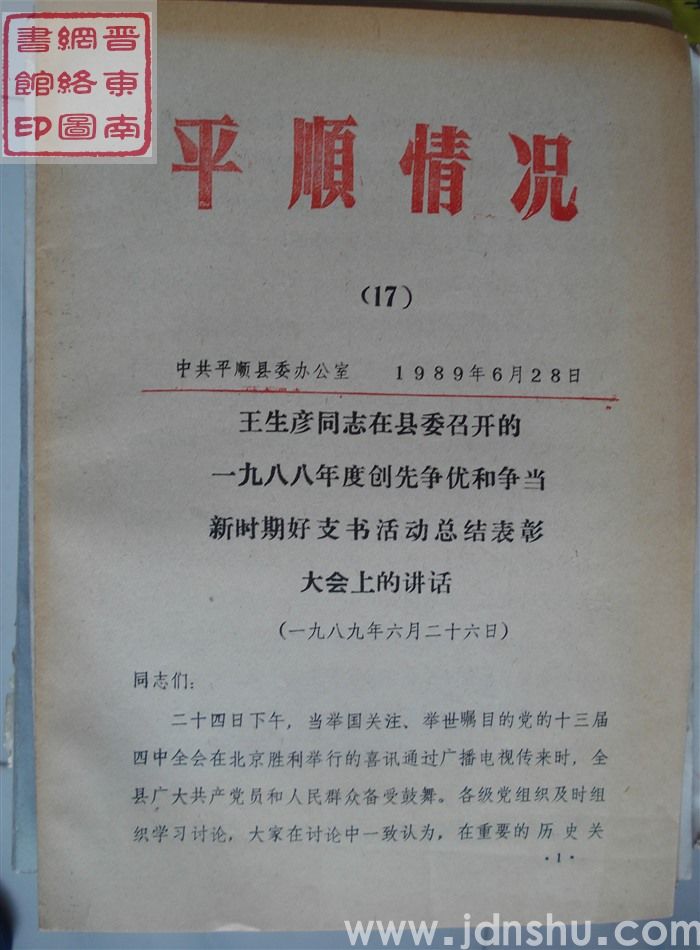 晋东南
網絡圖
書館印
平顺情况
(17)
中共平顺县委办公室 1989年6月28日
王生彦同志在县委召开的
一九八八年度创先争优和争当
新时期好支书活动总结表彰
大会上的讲话
(一九八九年六月二十六日)
同志们:
二十四日下午,当举国关注、举世瞩目的党的十三届
四中全会在北京胜利举行的喜讯通过广播电视传来时,全
县广大共产党员和人民群众备受鼓舞。各级党组织及时组
织学习讨论,大家在讨论中一致认为,在重要的历史关
·1·
www.jdnshu.com